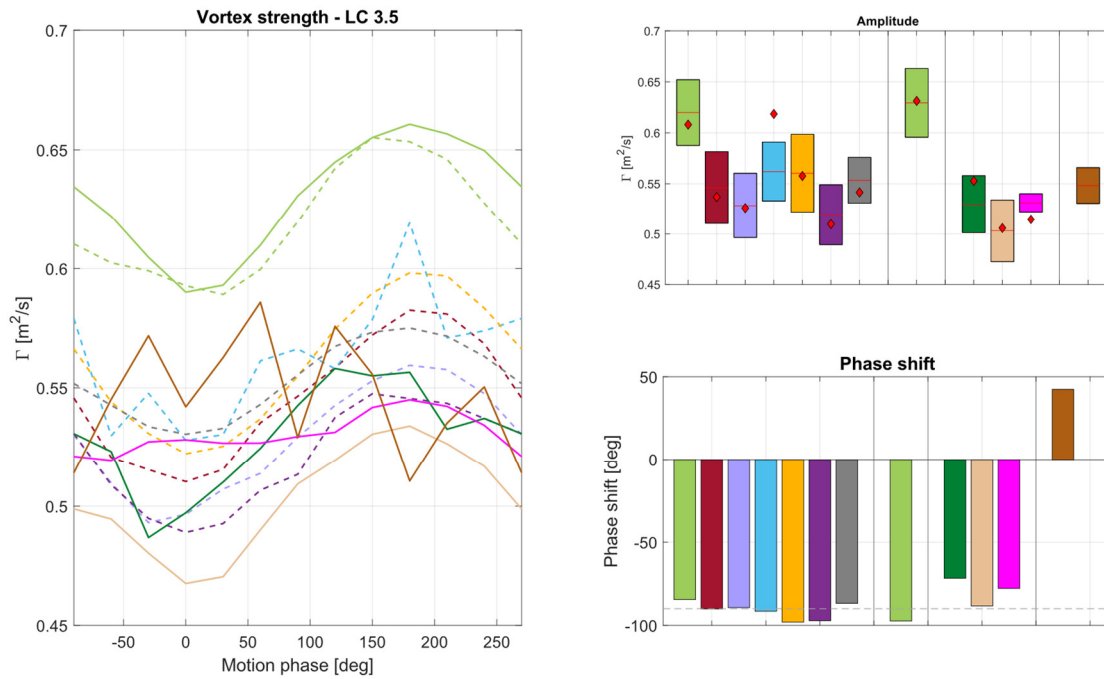 Vortex strength - LC 3.5
0.7
0.65
0.6
0.55
0.5
0.45
Γ [m²/s]
-50 0 50 100 150 200 250
Motion phase [deg]
Amplitude
0.7
0.65
0.6
0.55
0.5
0.45
Γ [m²/s]
Phase shift
50
0
-50
-100
Phase shift [deg]